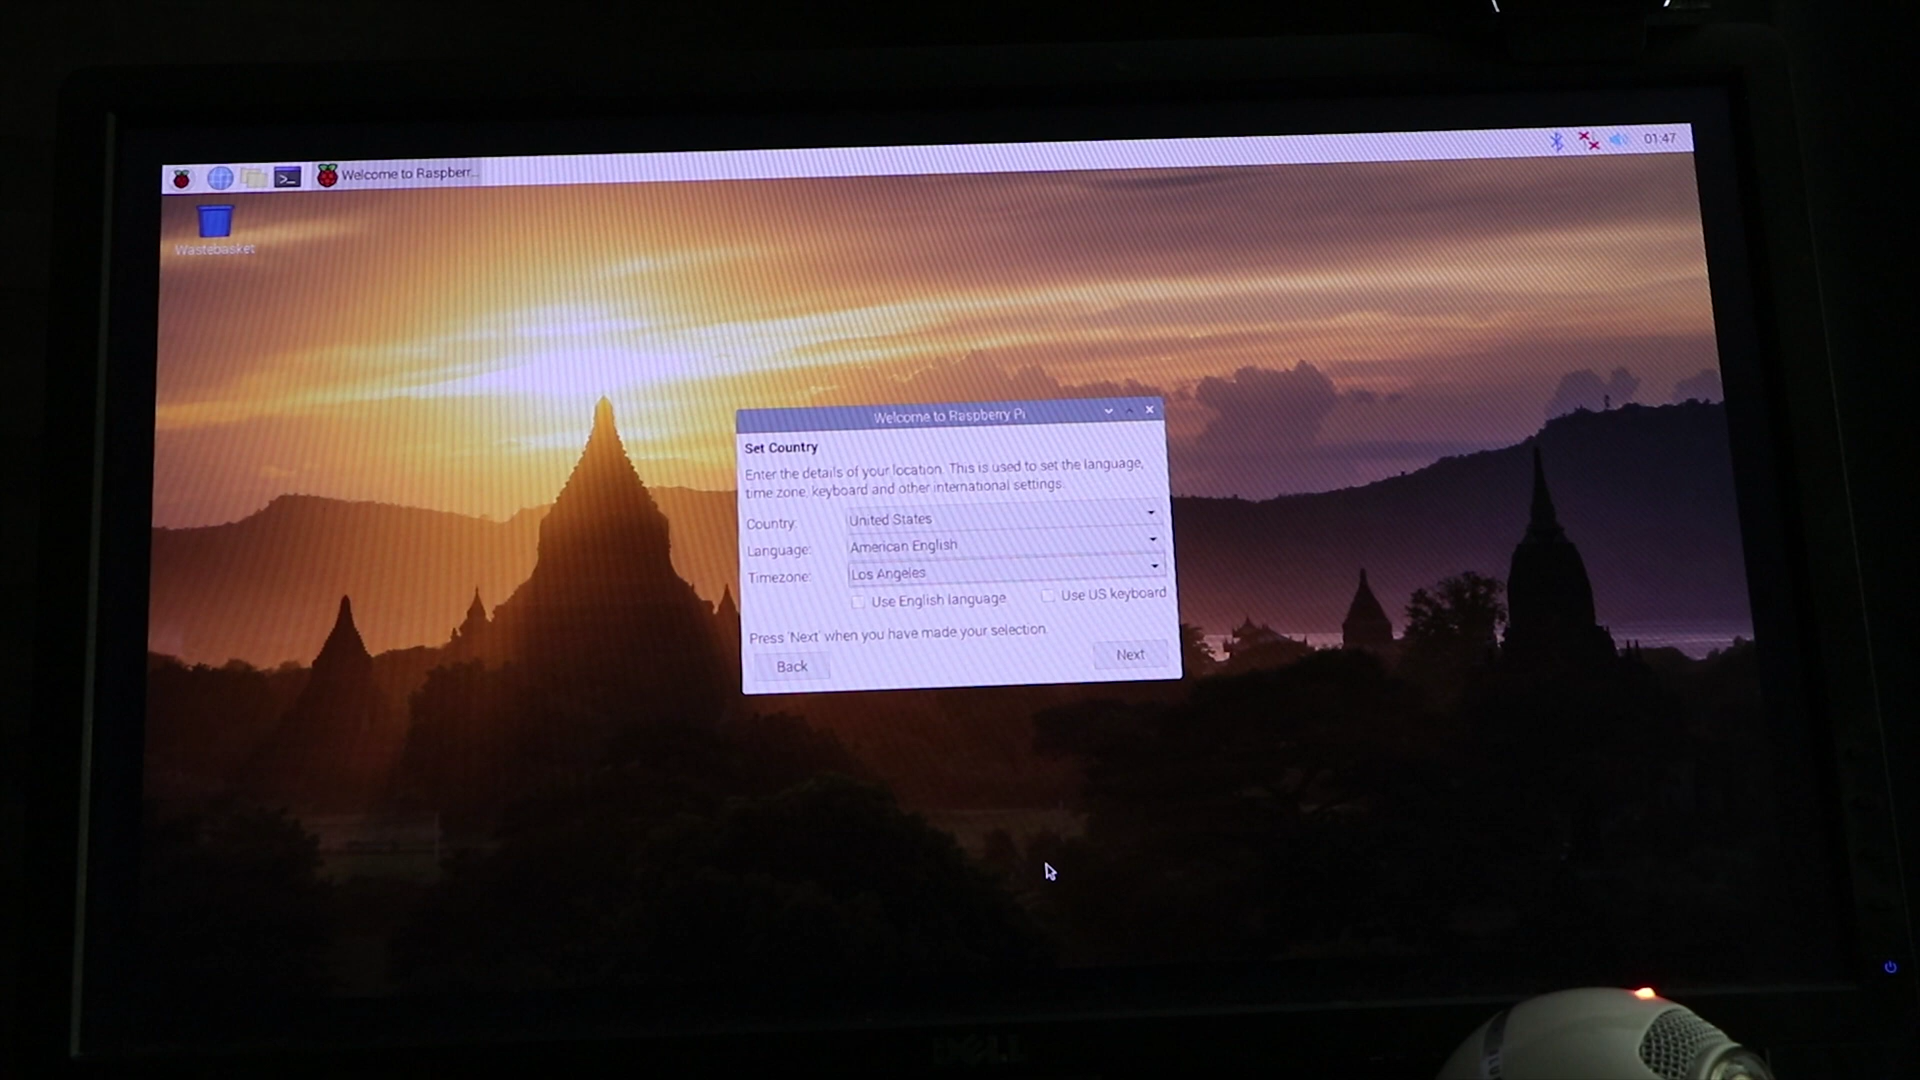 Welcome to Raspberr...
01:47
Wastebasket
Welcome to Raspberry Pi
Set Country
Enter the details of your location. This is used to set the language,
time zone, keyboard and other international settings.
Country: United States
Language: American English
Timezone: Los Angeles
Use English language Use US keyboard
Press 'Next' when you have made your selection.
Back Next
DELL